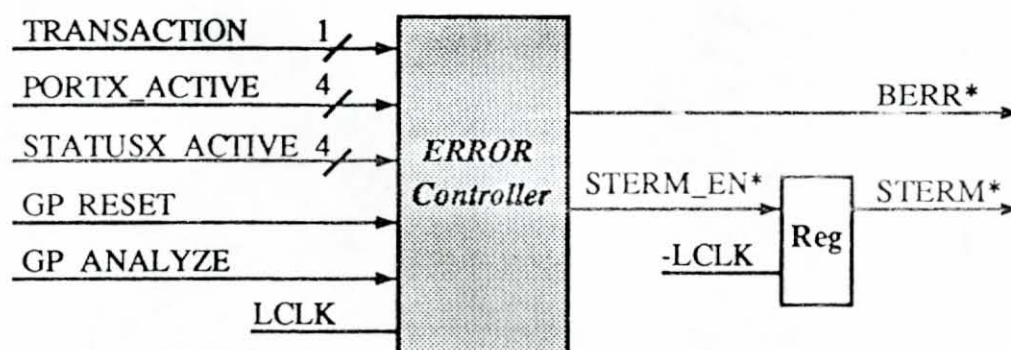 TRANSACTION 1
PORTX_ACTIVE 4
STATUSX ACTIVE 4
GP RESET
GP ANALYZE
LCLK
ERROR
Controller
BERR*
STERM_EN*
STERM*
-LCLK
Reg